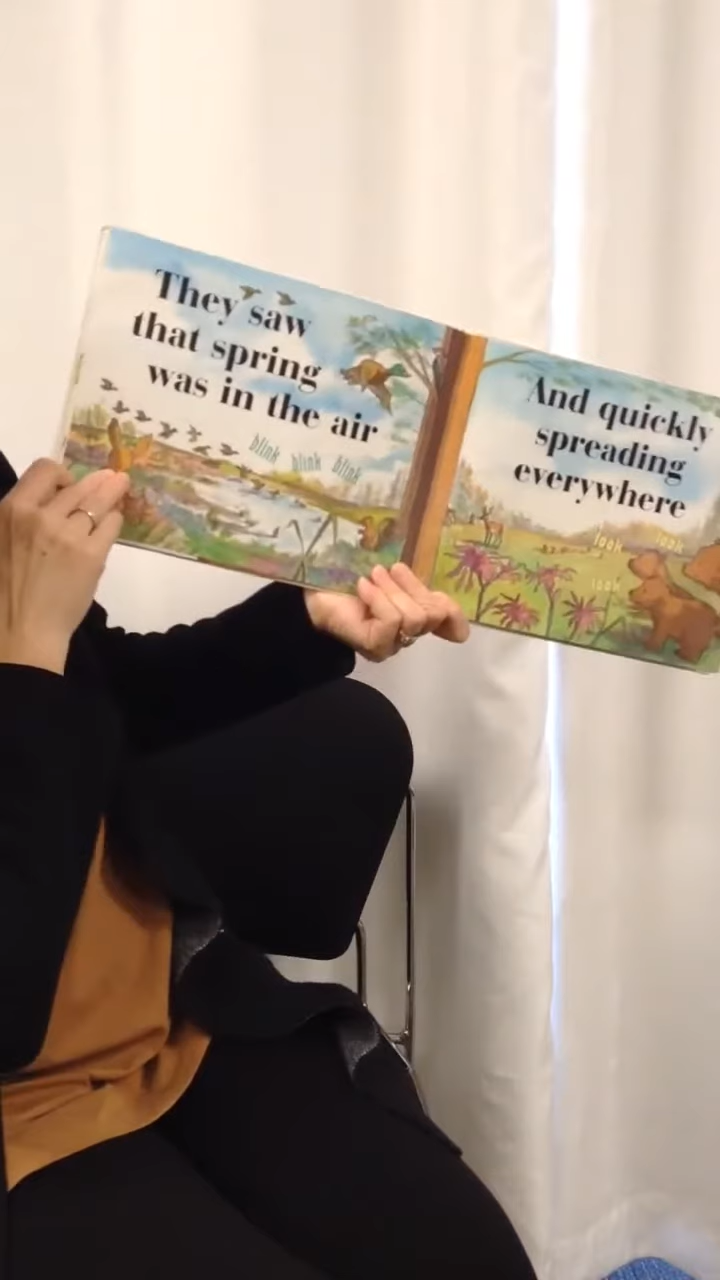 They saw
that spring
was in the air
blink blink blink
And quickly
spreading
everywhere
look look
look